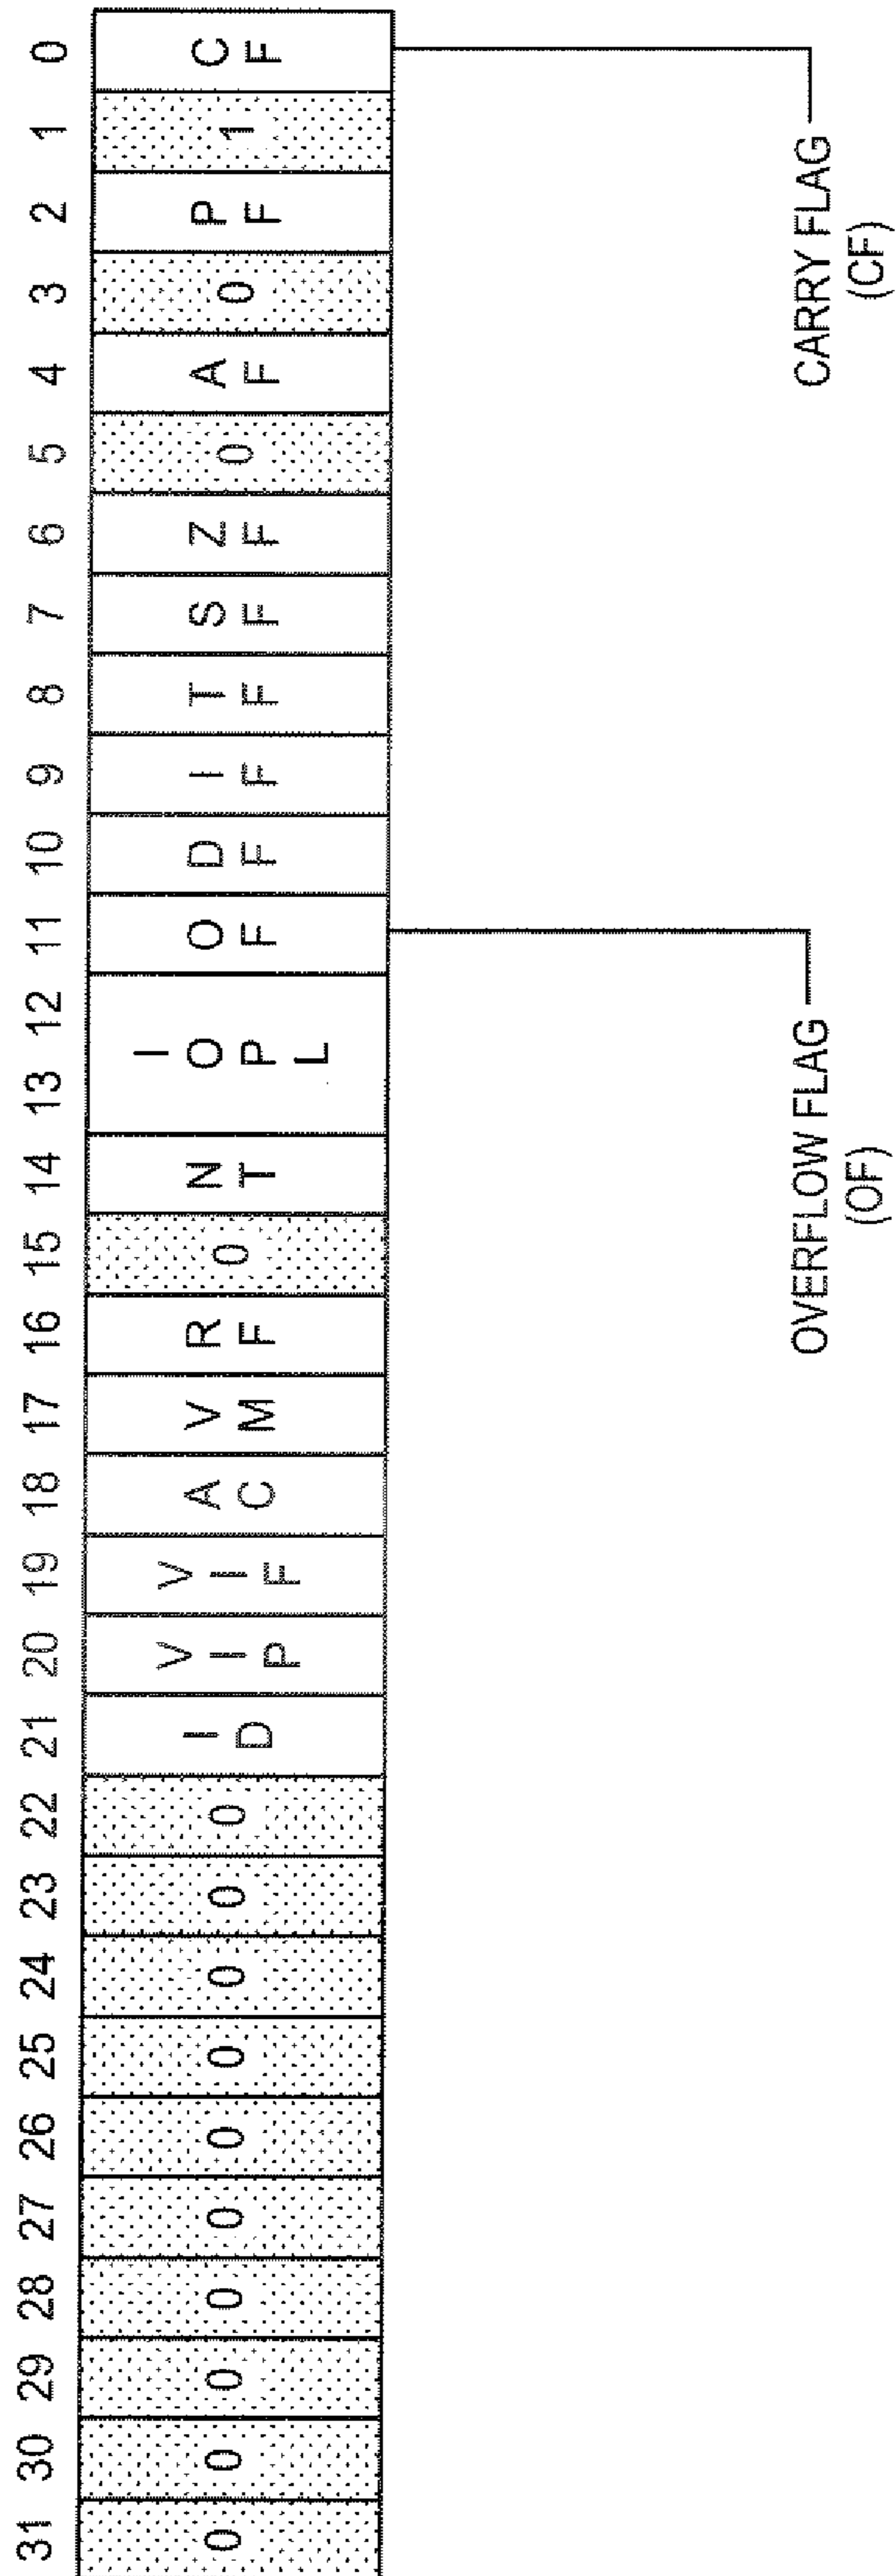 31 30 29 28 27 26 25 24 23 22 21 20 19 18 17 16 15 14 13 12 11 10 9 8 7 6 5 4 3 2 1 0
0 0 0 0 0 0 0 0 0 0 ID VIP VIF AC VM RF 0 NT IOPL OF DF IF TF SF ZF 0 AF 0 PF 1 CF
OVERFLOW FLAG
(OF)
CARRY FLAG
(CF)